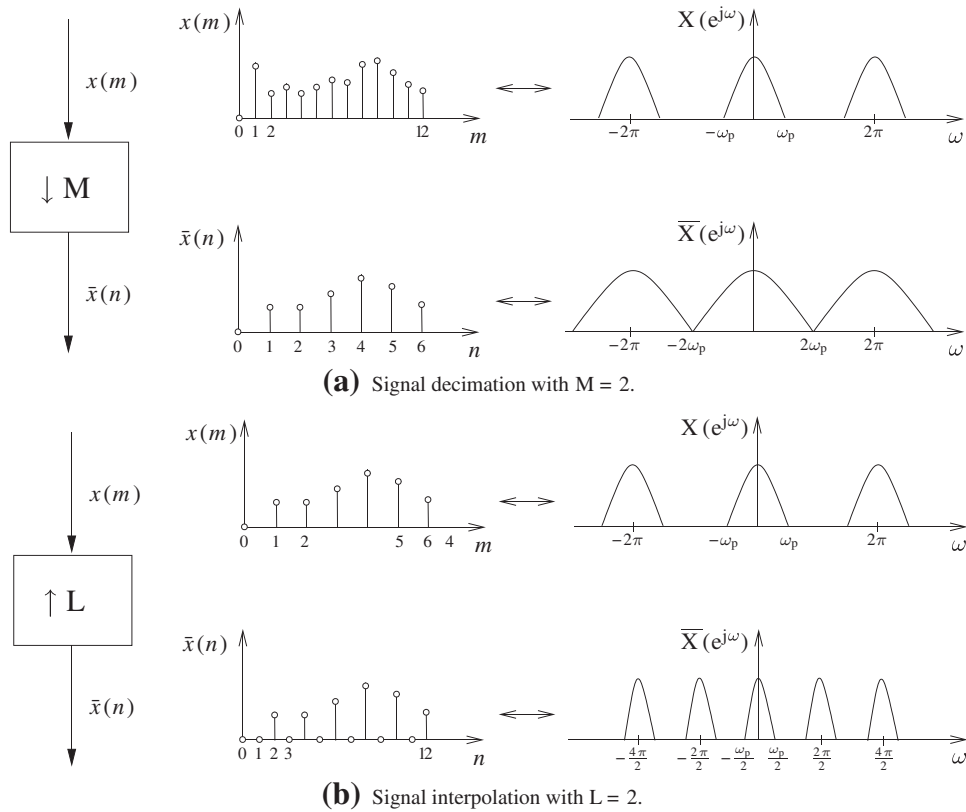 x(m)
↓ M
x̄(n)
x(m)
0 1 2 12
m
X(e^{jω})
−2π −ω_p ω_p 2π
ω
x̄(n)
0 1 2 3 4 5 6
n
X̅(e^{jω})
−2π −2ω_p 2ω_p 2π
ω
(a) Signal decimation with M = 2.
x(m)
↑ L
x̄(n)
x(m)
0 1 2 5 6 4
m
X(e^{jω})
−2π −ω_p ω_p 2π
ω
x̄(n)
0 1 2 3 12
n
X̅(e^{jω})
−4π/2 −2π/2 −ω_p/2 ω_p/2 2π/2 4π/2
ω
(b) Signal interpolation with L = 2.